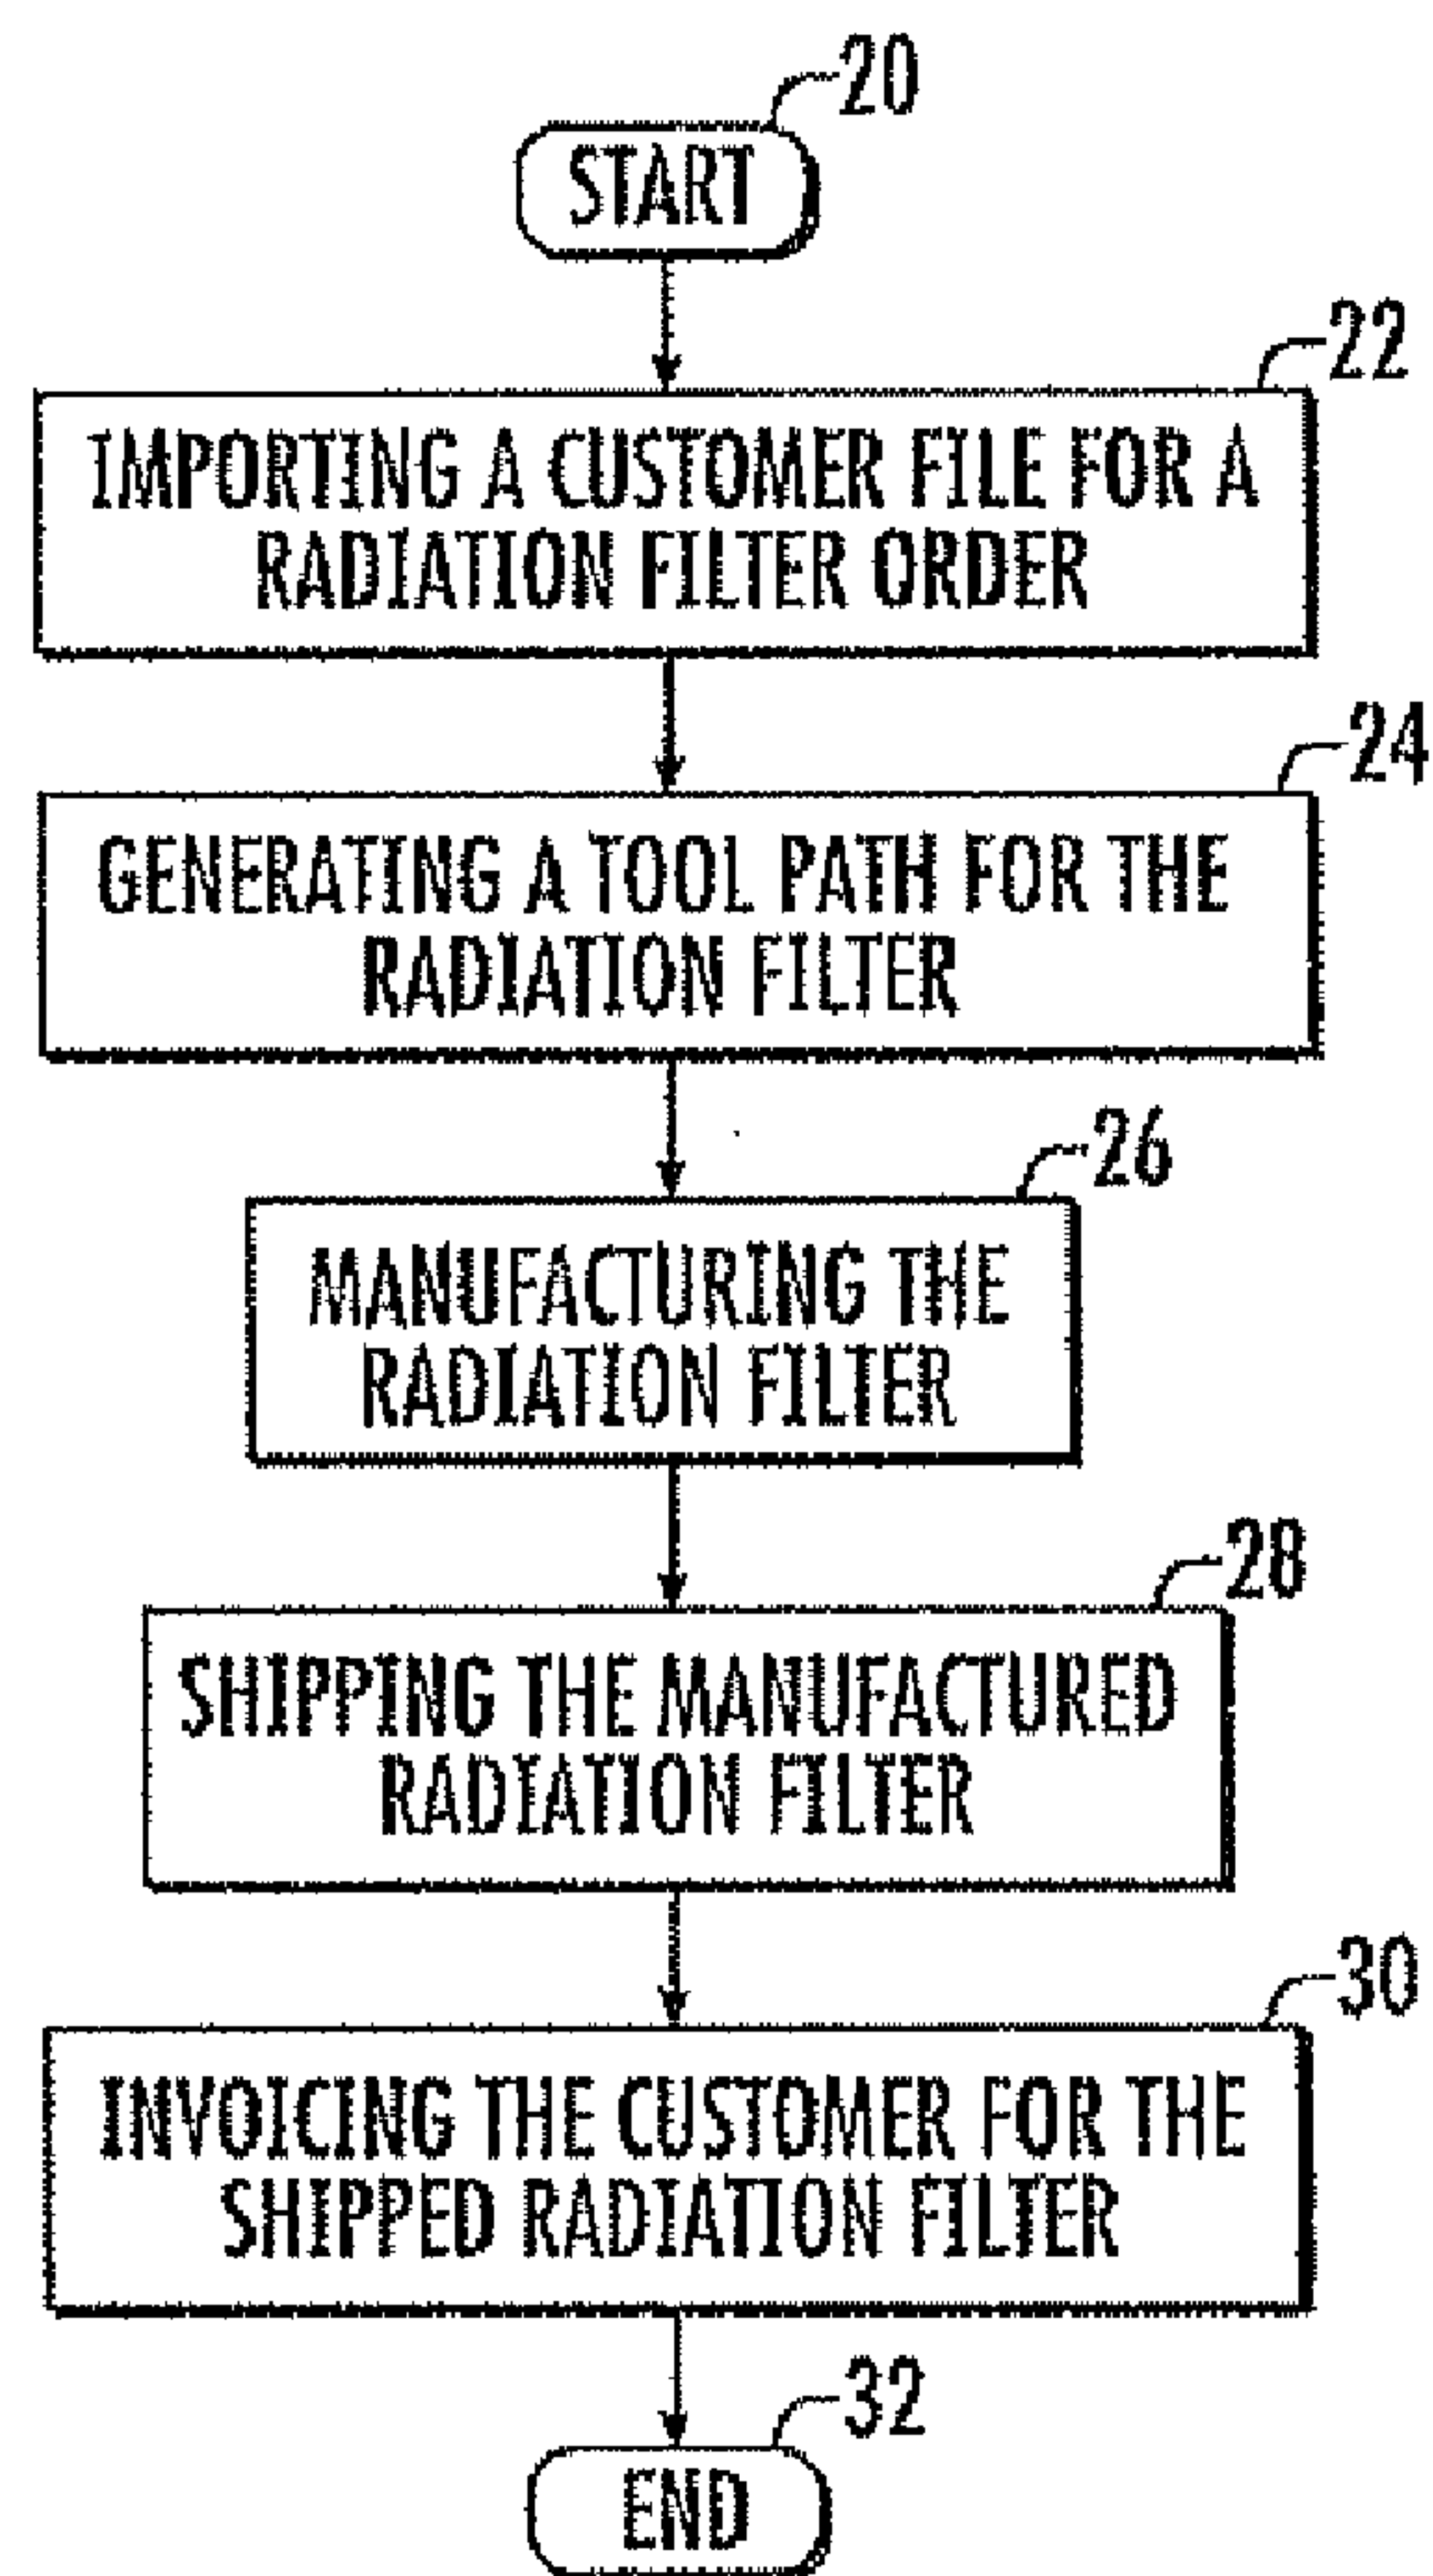 20
START
22
IMPORTING A CUSTOMER FILE FOR A
RADIATION FILTER ORDER
24
GENERATING A TOOL PATH FOR THE
RADIATION FILTER
26
MANUFACTURING THE
RADIATION FILTER
28
SHIPPING THE MANUFACTURED
RADIATION FILTER
30
INVOICING THE CUSTOMER FOR THE
SHIPPED RADIATION FILTER
32
END